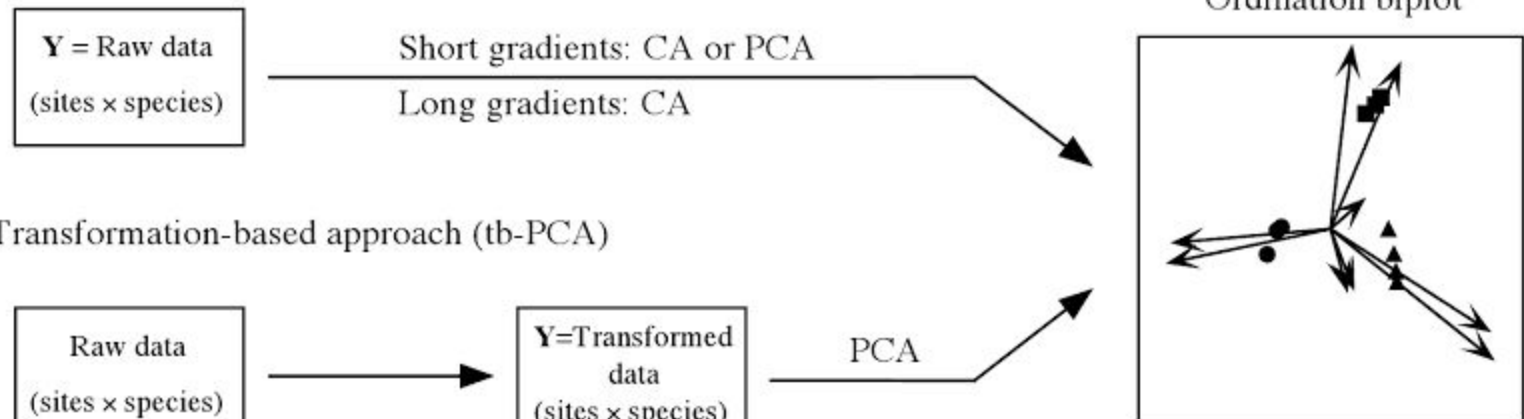 Ordination biplot
Y = Raw data
(sites × species)
Short gradients: CA or PCA
Long gradients: CA
Transformation-based approach (tb-PCA)
Raw data
(sites × species)
Y=Transformed
data
(sites × species)
PCA